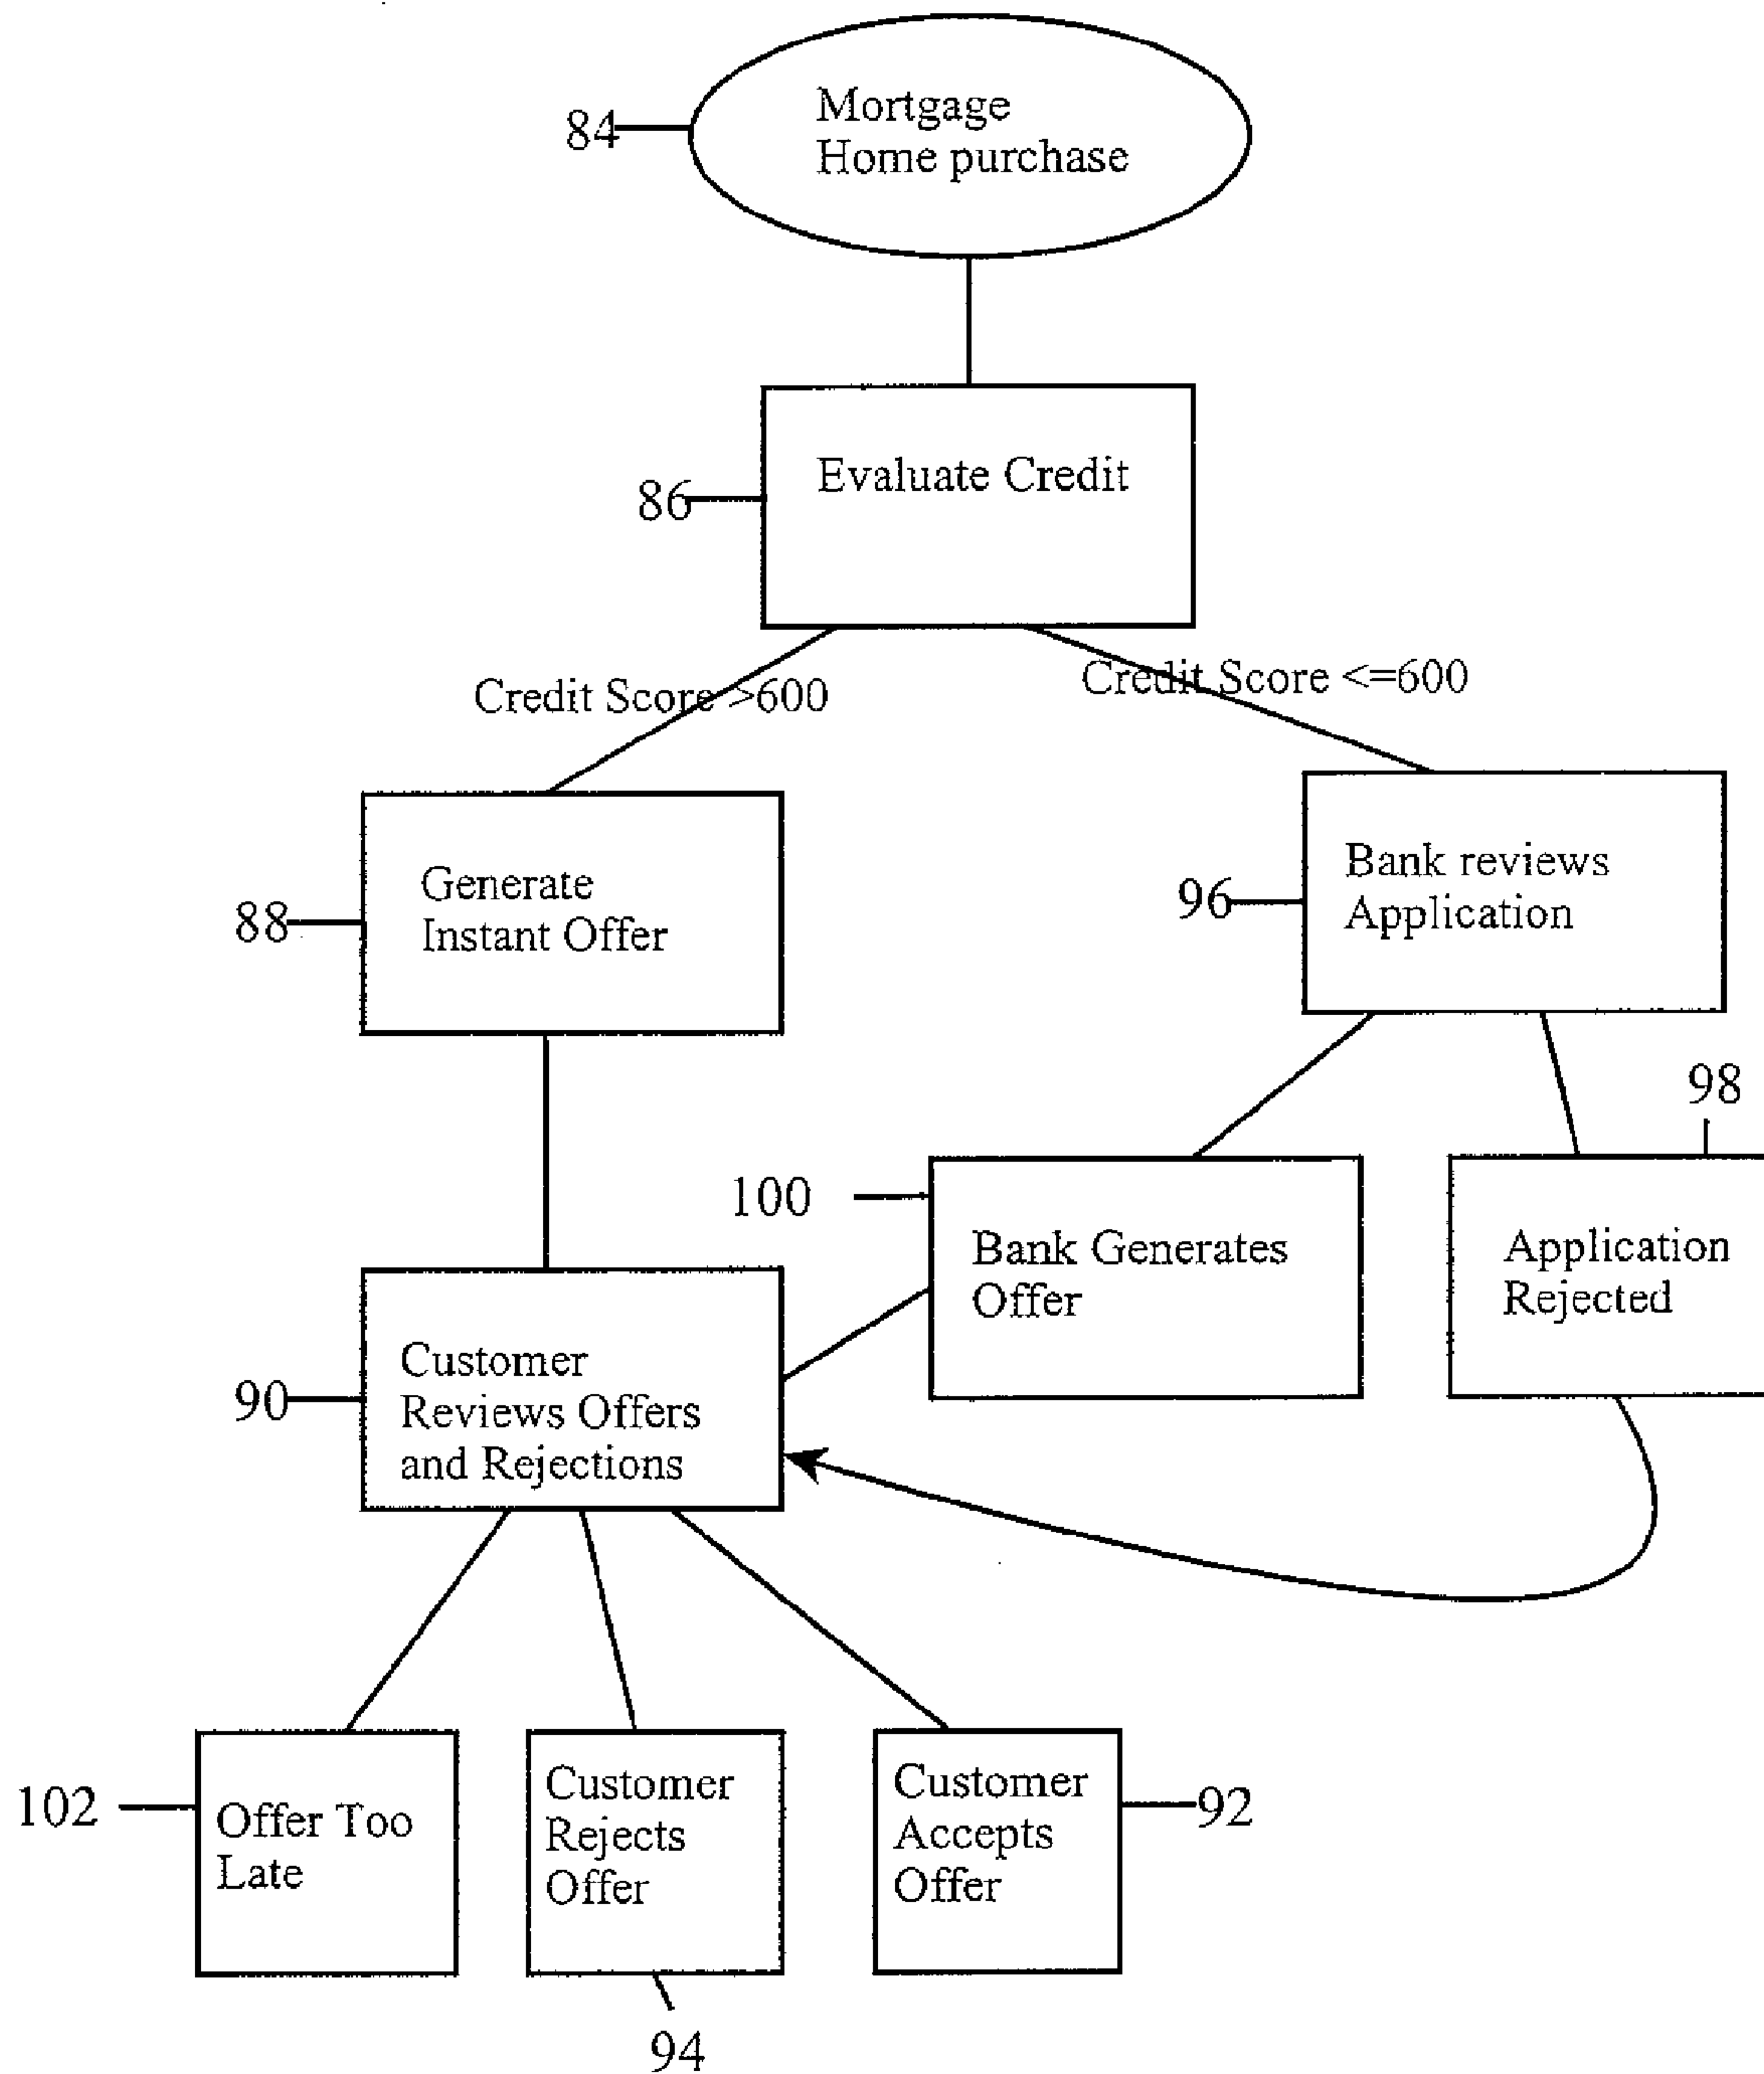 84
Mortgage
Home purchase
86
Evaluate Credit
Credit Score >600
Credit Score <=600
88
Generate
Instant Offer
96
Bank reviews
Application
98
100
Bank Generates
Offer
Application
Rejected
90
Customer
Reviews Offers
and Rejections
102
Offer Too
Late
Customer
Rejects
Offer
Customer
Accepts
Offer
92
94